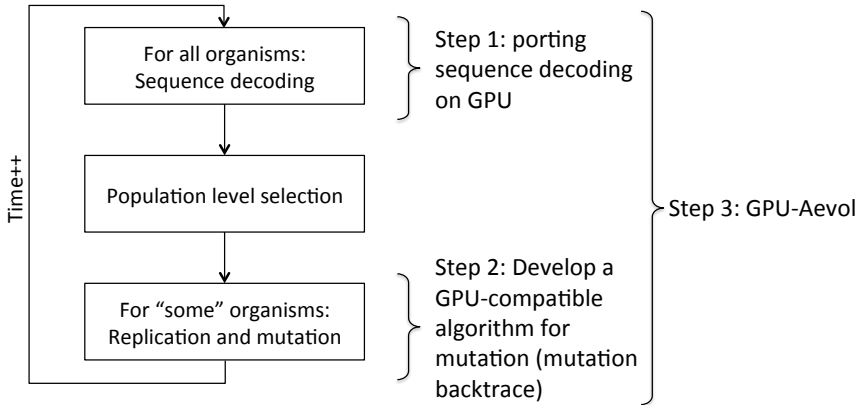 For all organisms:
Sequence decoding
Step 1: porting
sequence decoding
on GPU
Time++
Population level selection
Step 3: GPU-Aevol
For “some” organisms:
Replication and mutation
Step 2: Develop a
GPU-compatible
algorithm for
mutation (mutation
backtrace)